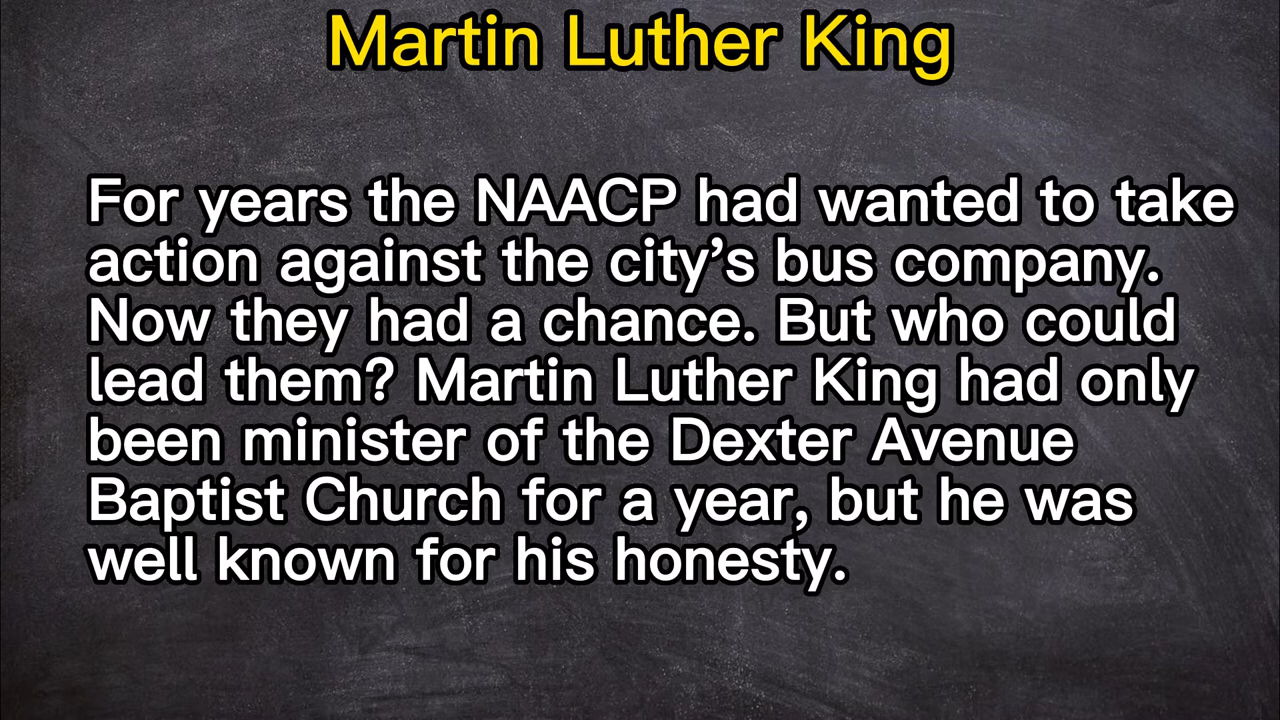 Martin Luther King
For years the NAACP had wanted to take
action against the city’s bus company.
Now they had a chance. But who could
lead them? Martin Luther King had only
been minister of the Dexter Avenue
Baptist Church for a year, but he was
well known for his honesty.